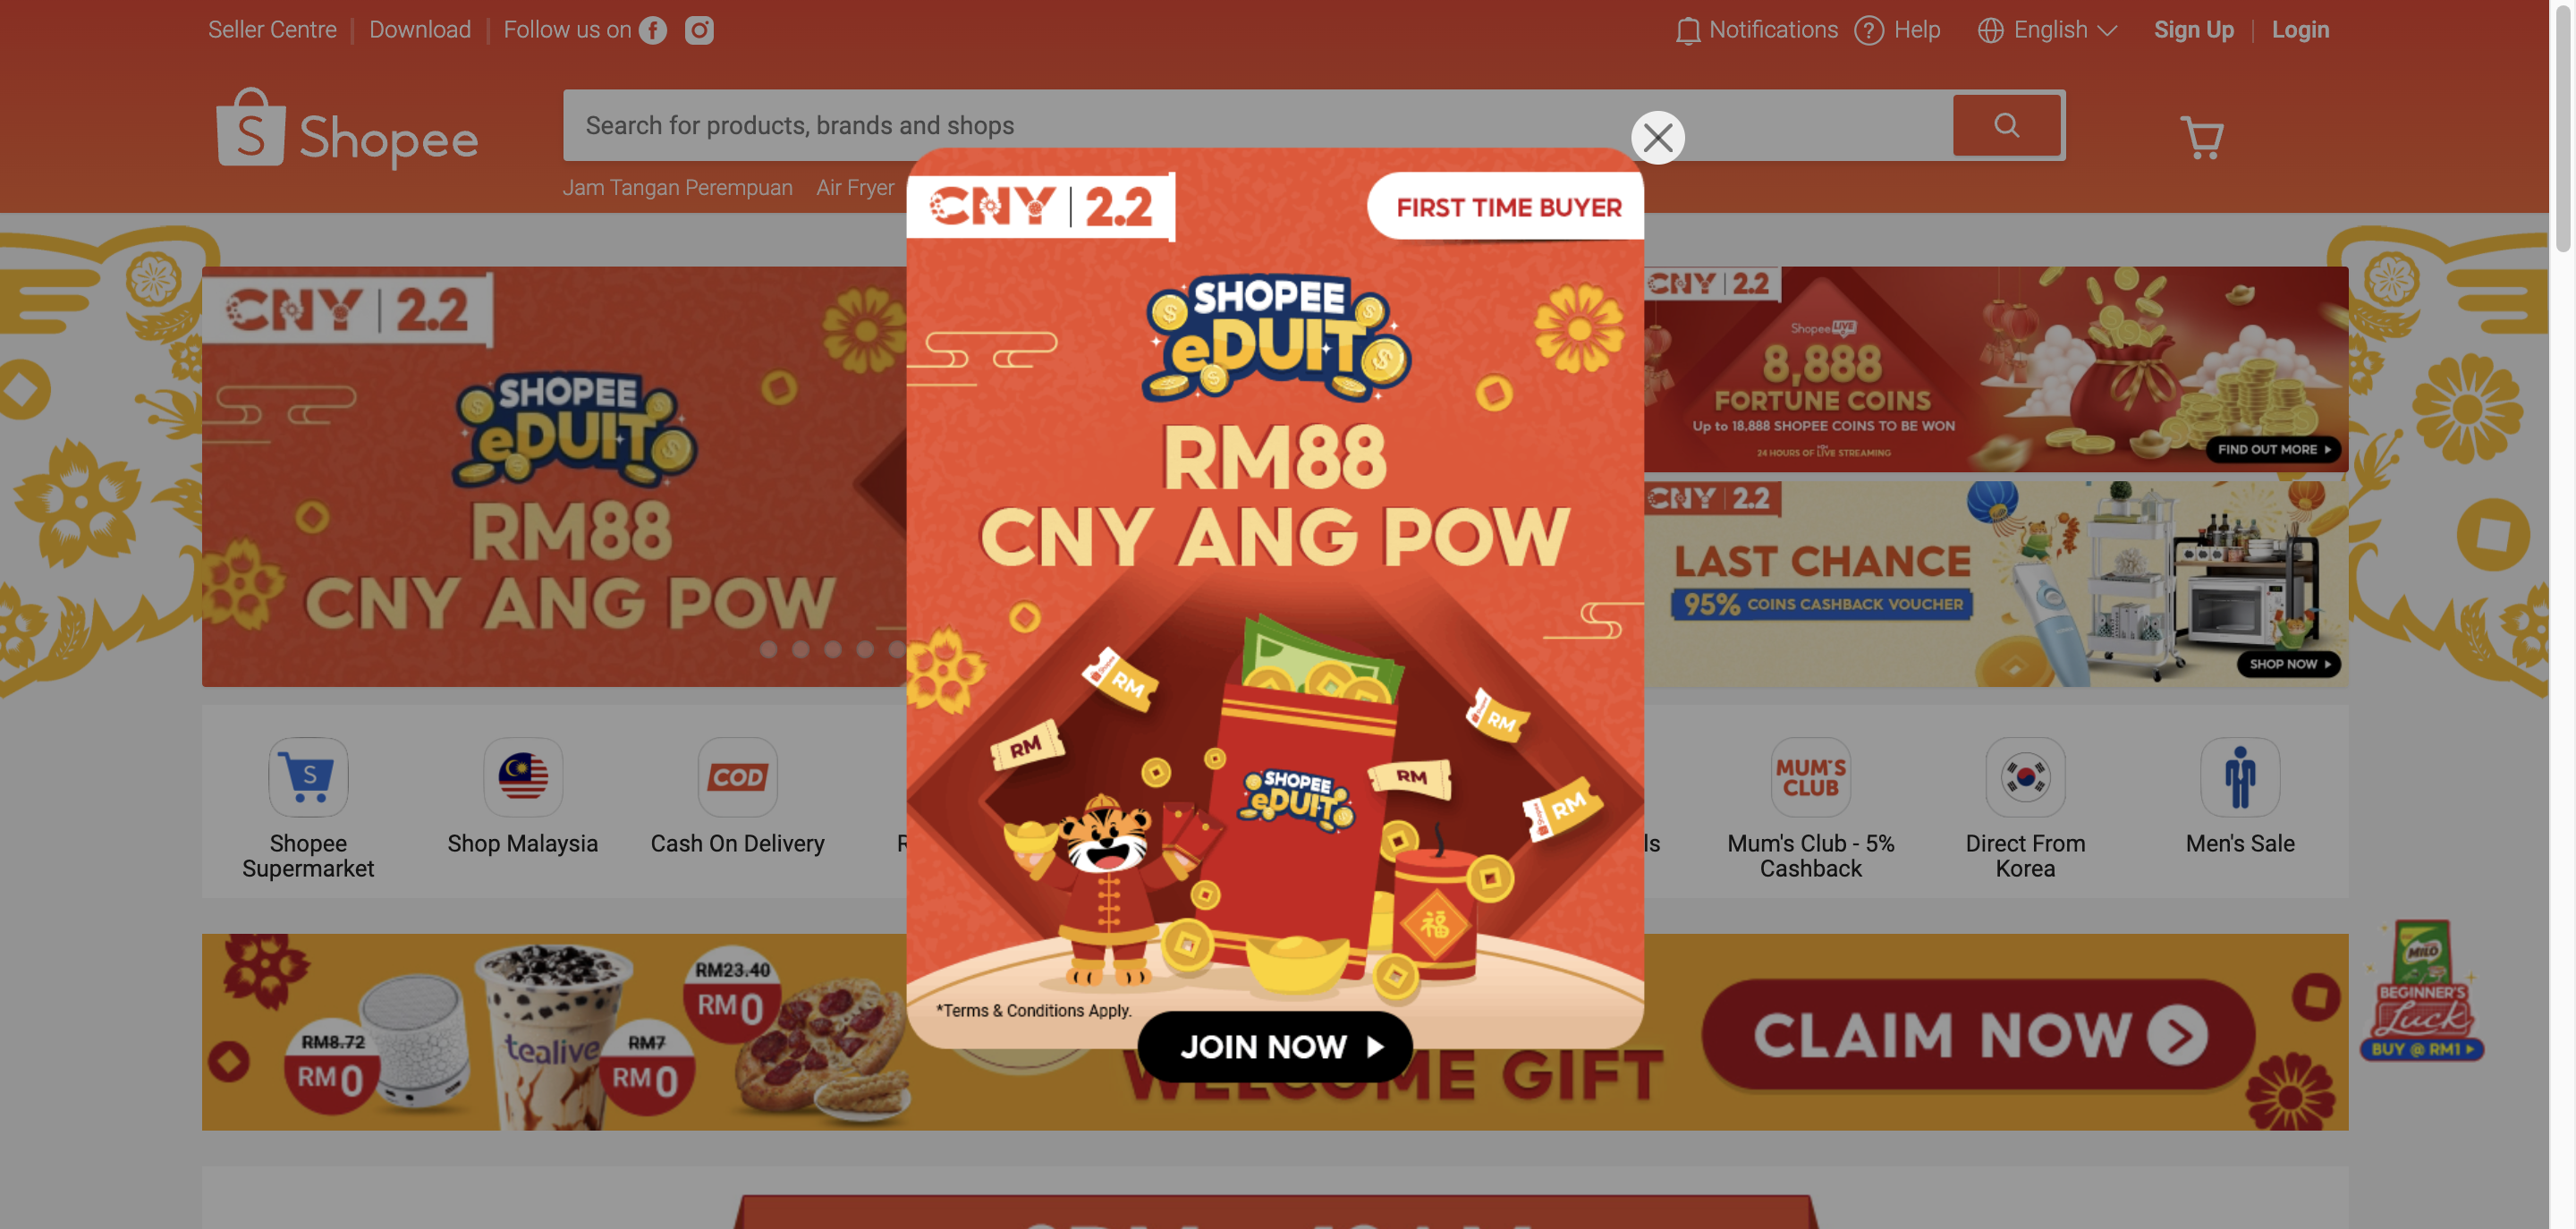 Seller Centre
Download
Follow us on
Notifications
Help
English
Sign Up
Login
S Shopee
Search for products, brands and shops
Jam Tangan Perempuan
Air Fryer
CNY | 2.2
SHOPEE
eDUIT
RM88
CNY ANG POW
CNY | 2.2
FIRST TIME BUYER
SHOPEE
eDUIT
RM88
CNY ANG POW
RM
RM
RM
RM
RM
SHOPEE
eDUIT
福
*Terms & Conditions Apply.
JOIN NOW
CNY | 2.2
Shopee LIVE
8,888
FORTUNE COINS
Up to 18,888 SHOPEE COINS TO BE WON
24 HOURS OF LIVE STREAMING
FIND OUT MORE
CNY | 2.2
LAST CHANCE
95% COINS CASHBACK VOUCHER
SHOP NOW
S
Shopee
Supermarket
Shop Malaysia
COD
Cash On Delivery
MUM'S
CLUB
Mum's Club - 5%
Cashback
Direct From
Korea
Men's Sale
RM8.72
RM0
tealive
RM7
RM0
RM23.40
RM0
WELCOME GIFT
CLAIM NOW
MILO
BEGINNER'S
Luck
BUY @ RM1